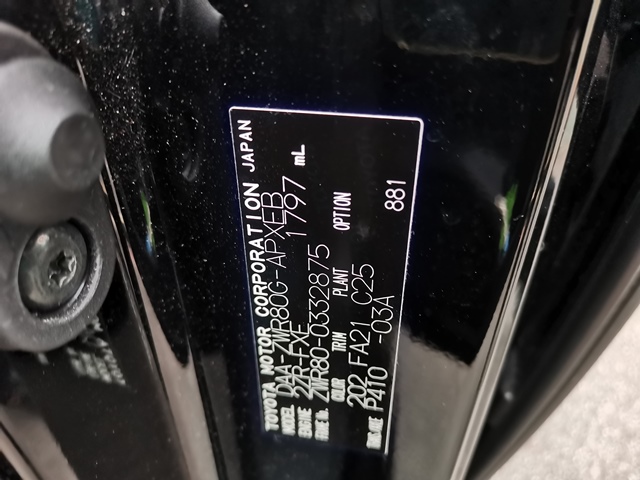 TOYOTA MOTOR CORPORATION JAPAN
MODEL DAA-ZWR80G-APXEB
ENGINE 2ZR-FXE 1797 mL
FRAME No. ZWR80-0332875
COLOR TRIM PLANT OPTION
202 FA21 C25 881
TRANS./AXLE P410 -03A